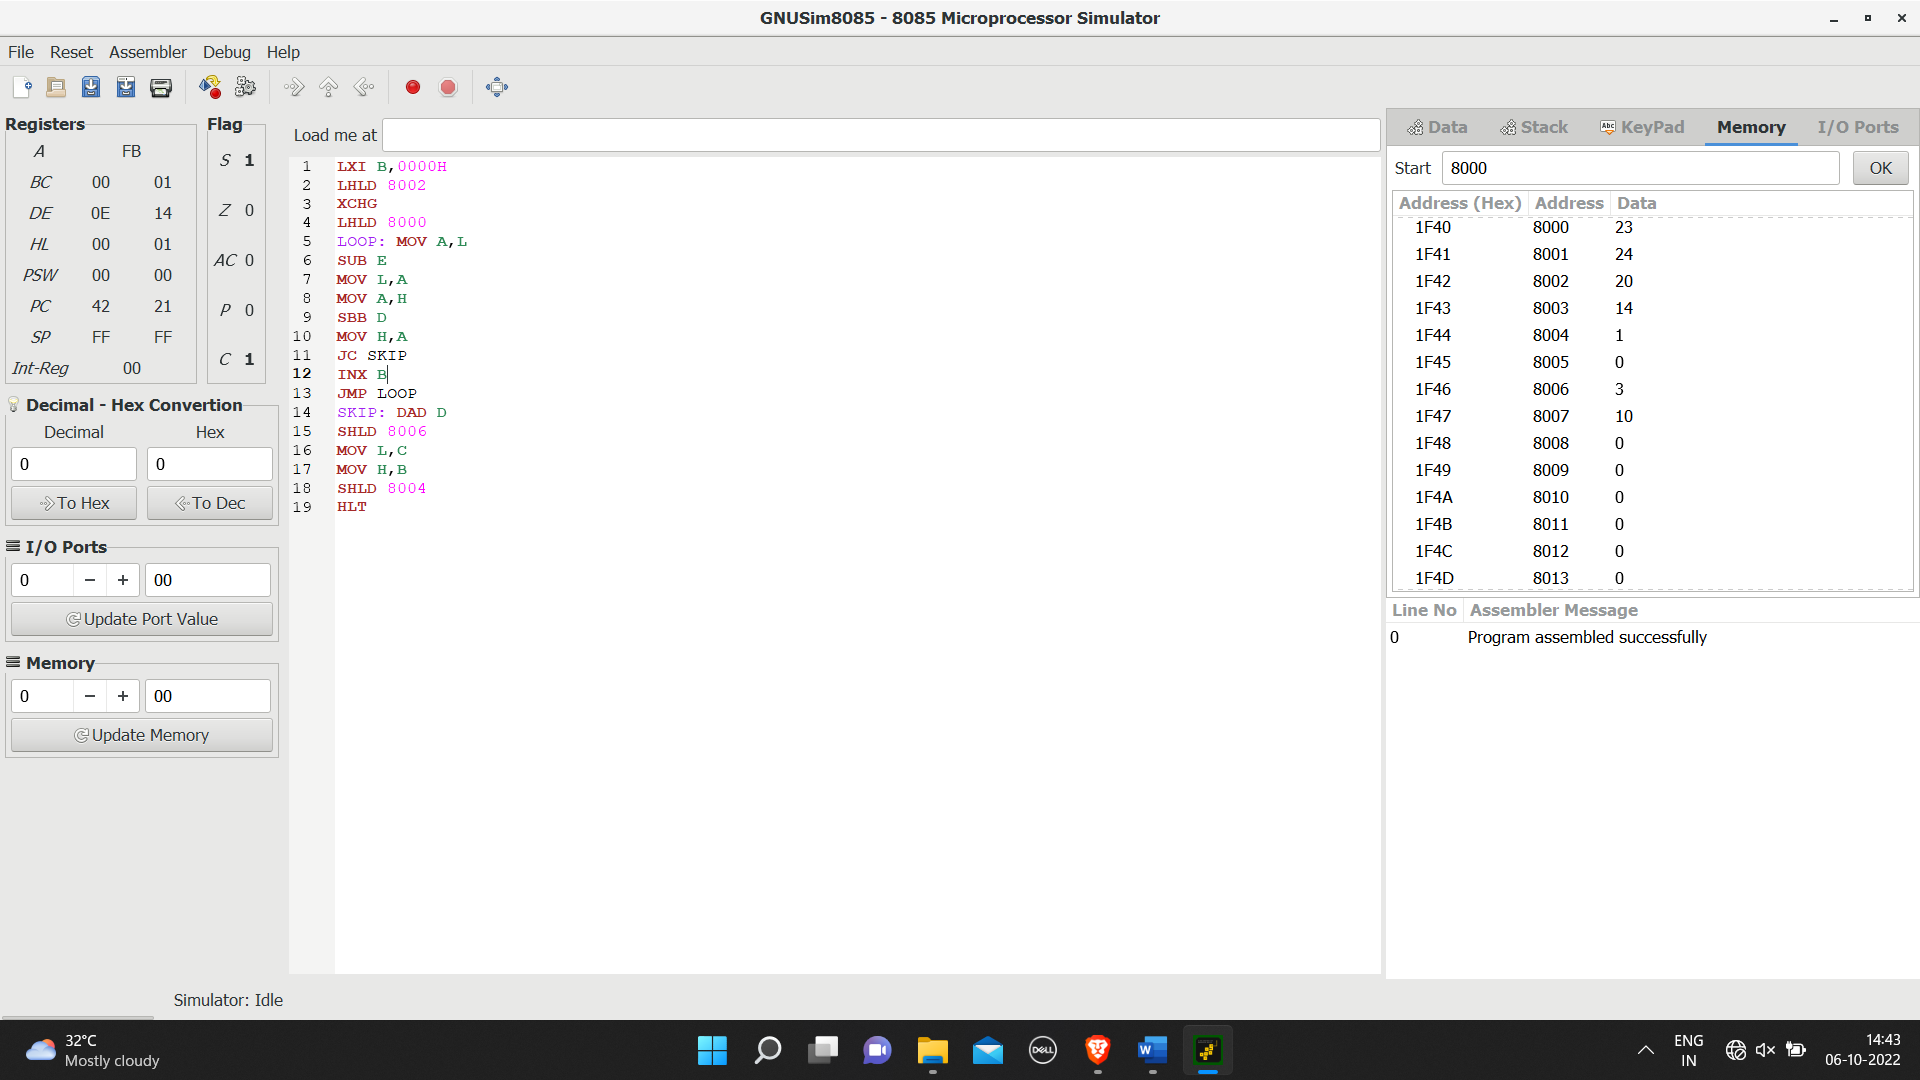 GNUSim8085 - 8085 Microprocessor Simulator
File Reset Assembler Debug Help
Registers
A FB
BC 00 01
DE 0E 14
HL 00 01
PSW 00 00
PC 42 21
SP FF FF
Int-Reg 00
Flag
S 1
Z 0
AC 0
P 0
C 1
Decimal - Hex Convertion
Decimal Hex
0 0
To Hex To Dec
I/O Ports
0 − + 00
Update Port Value
Memory
0 − + 00
Update Memory
Load me at
1 LXI B,0000H
2 LHLD 8002
3 XCHG
4 LHLD 8000
5 LOOP: MOV A,L
6 SUB E
7 MOV L,A
8 MOV A,H
9 SBB D
10 MOV H,A
11 JC SKIP
12 INX B
13 JMP LOOP
14 SKIP: DAD D
15 SHLD 8006
16 MOV L,C
17 MOV H,B
18 SHLD 8004
19 HLT
Data Stack Abc KeyPad Memory I/O Ports
Start 8000 OK
Address (Hex) Address Data
1F40 8000 23
1F41 8001 24
1F42 8002 20
1F43 8003 14
1F44 8004 1
1F45 8005 0
1F46 8006 3
1F47 8007 10
1F48 8008 0
1F49 8009 0
1F4A 8010 0
1F4B 8011 0
1F4C 8012 0
1F4D 8013 0
Line No Assembler Message
0 Program assembled successfully
Simulator: Idle
32°C
Mostly cloudy
DELL
W
ENG
IN
14:43
06-10-2022